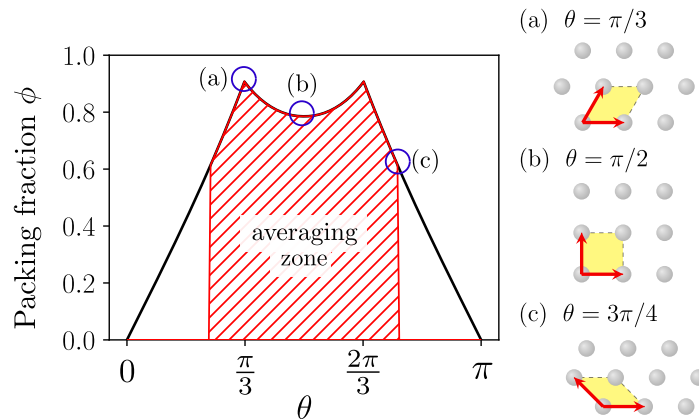 Packing fraction ϕ
1.0
0.8
0.6
0.4
0.2
0.0
(a)
(b)
(c)
averaging
zone
0
π/3
2π/3
π
θ
(a) θ = π/3
(b) θ = π/2
(c) θ = 3π/4